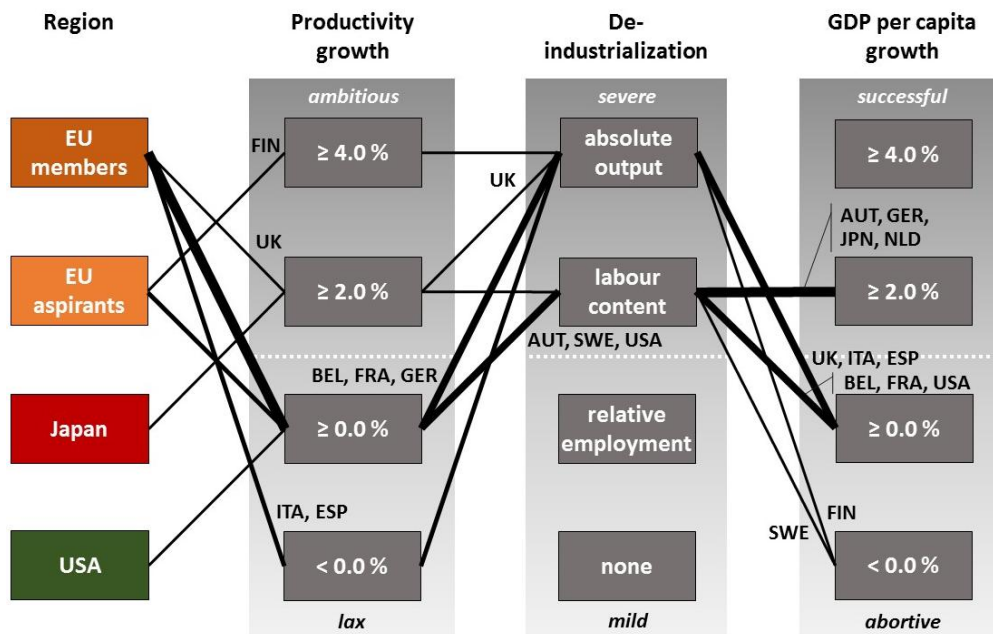 Region
Productivity
growth
De-
industrialization
GDP per capita
growth
ambitious
severe
successful
EU
members
FIN
≥ 4.0 %
UK
absolute
output
≥ 4.0 %
AUT, GER,
JPN, NLD
UK
EU
aspirants
≥ 2.0 %
labour
content
≥ 2.0 %
AUT, SWE, USA
BEL, FRA, GER
UK, ITA, ESP
BEL, FRA, USA
Japan
≥ 0.0 %
relative
employment
≥ 0.0 %
ITA, ESP
FIN
SWE
USA
< 0.0 %
none
< 0.0 %
lax
mild
abortive